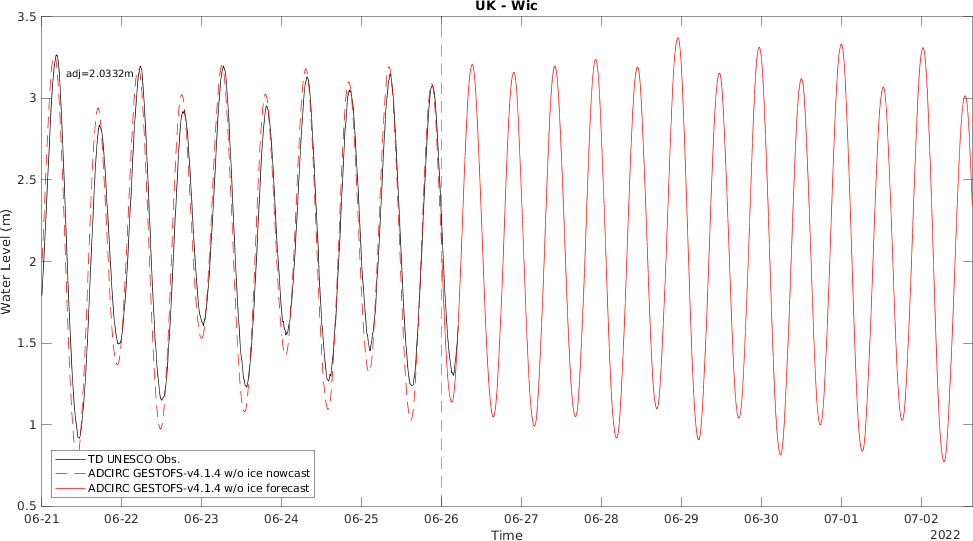 UK - Wic
3.5
adj=2.0332m
3
2.5
2
1.5
1
0.5
Water Level (m)
TD UNESCO Obs.
ADCIRC GESTOFS-v4.1.4 w/o ice nowcast
ADCIRC GESTOFS-v4.1.4 w/o ice forecast
06-21 06-22 06-23 06-24 06-25 06-26 06-27 06-28 06-29 06-30 07-01 07-02
Time
2022